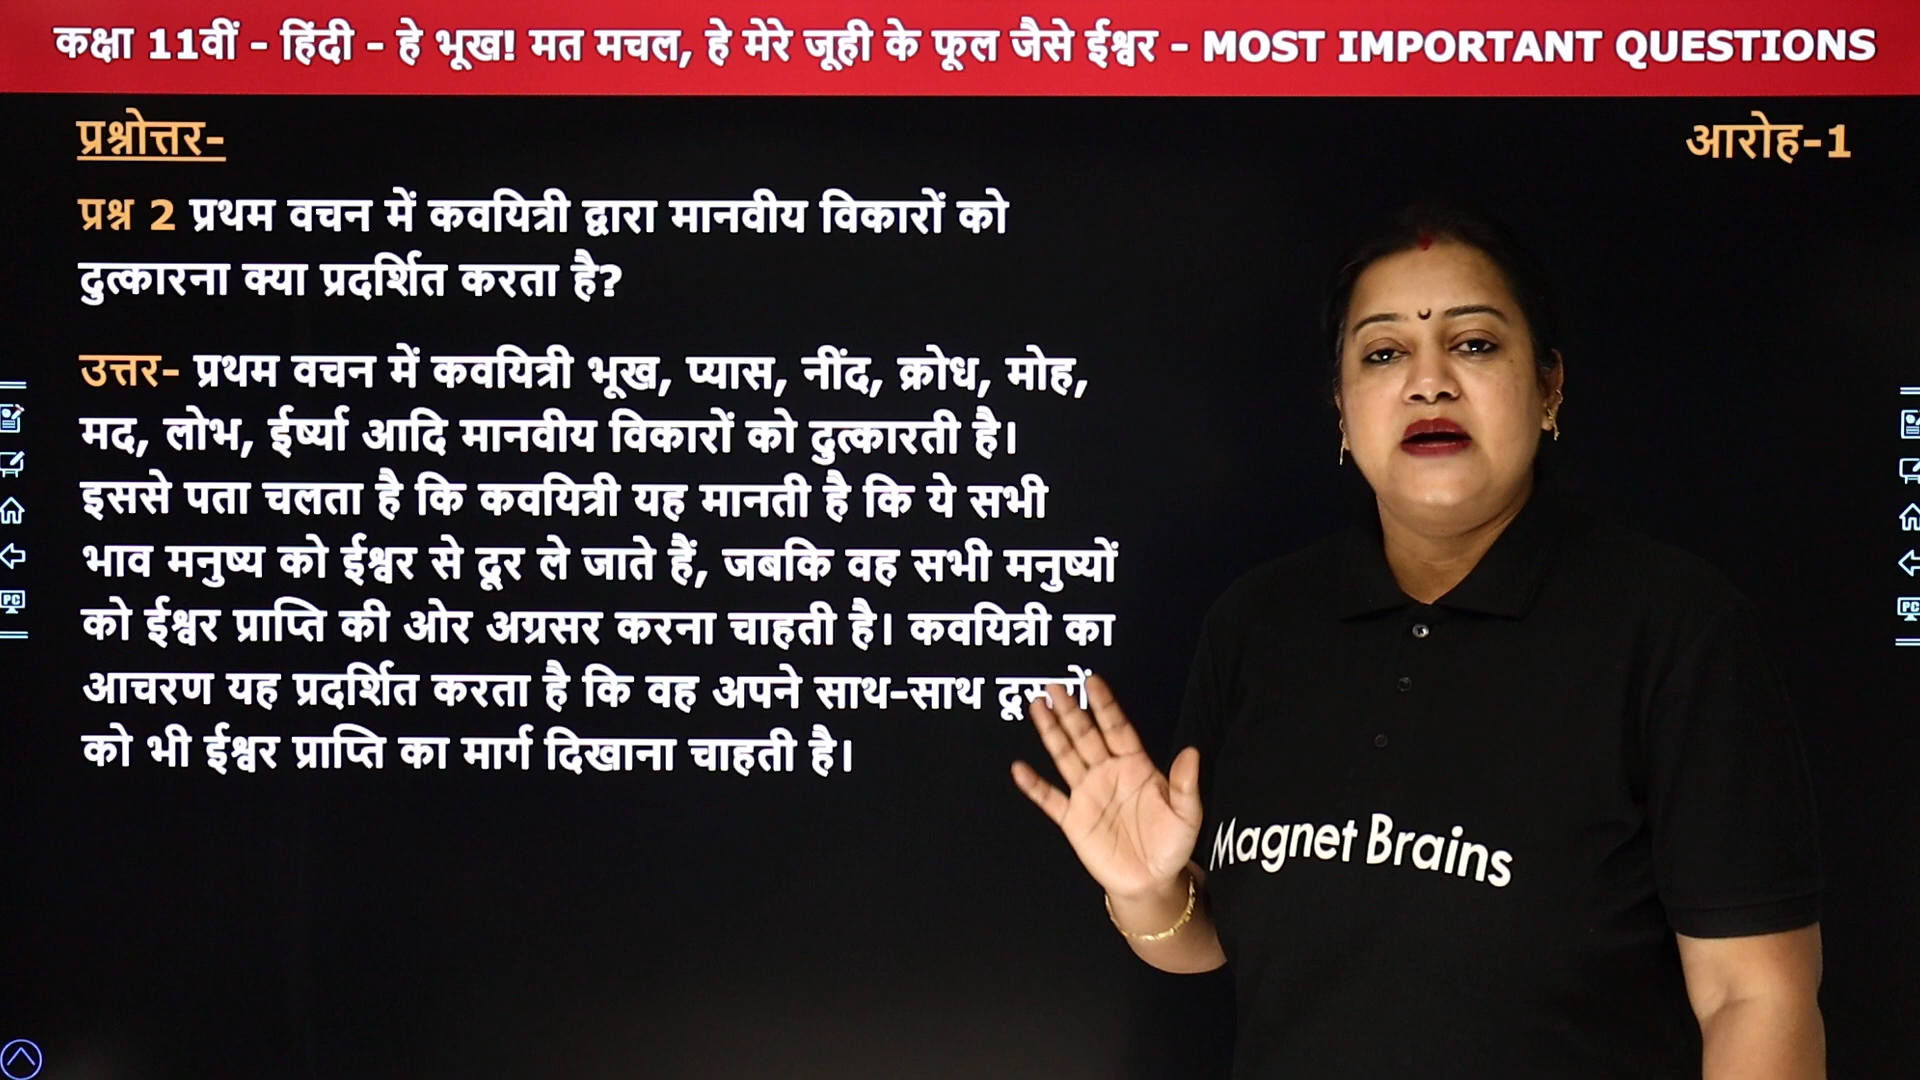 कक्षा 11वीं - हिंदी - हे भूख! मत मचल, हे मेरे जूही के फूल जैसे ईश्वर - MOST IMPORTANT QUESTIONS
प्रश्नोत्तर-
आरोह-1
प्रश्न 2 प्रथम वचन में कवयित्री द्वारा मानवीय विकारों को
दुत्कारना क्या प्रदर्शित करता है?
उत्तर- प्रथम वचन में कवयित्री भूख, प्यास, नींद, क्रोध, मोह,
मद, लोभ, ईर्ष्या आदि मानवीय विकारों को दुत्कारती है।
इससे पता चलता है कि कवयित्री यह मानती है कि ये सभी
भाव मनुष्य को ईश्वर से दूर ले जाते हैं, जबकि वह सभी मनुष्यों
को ईश्वर प्राप्ति की ओर अग्रसर करना चाहती है। कवयित्री का
आचरण यह प्रदर्शित करता है कि वह अपने साथ-साथ दूसरों
को भी ईश्वर प्राप्ति का मार्ग दिखाना चाहती है।
Magnet Brains
PC
PC